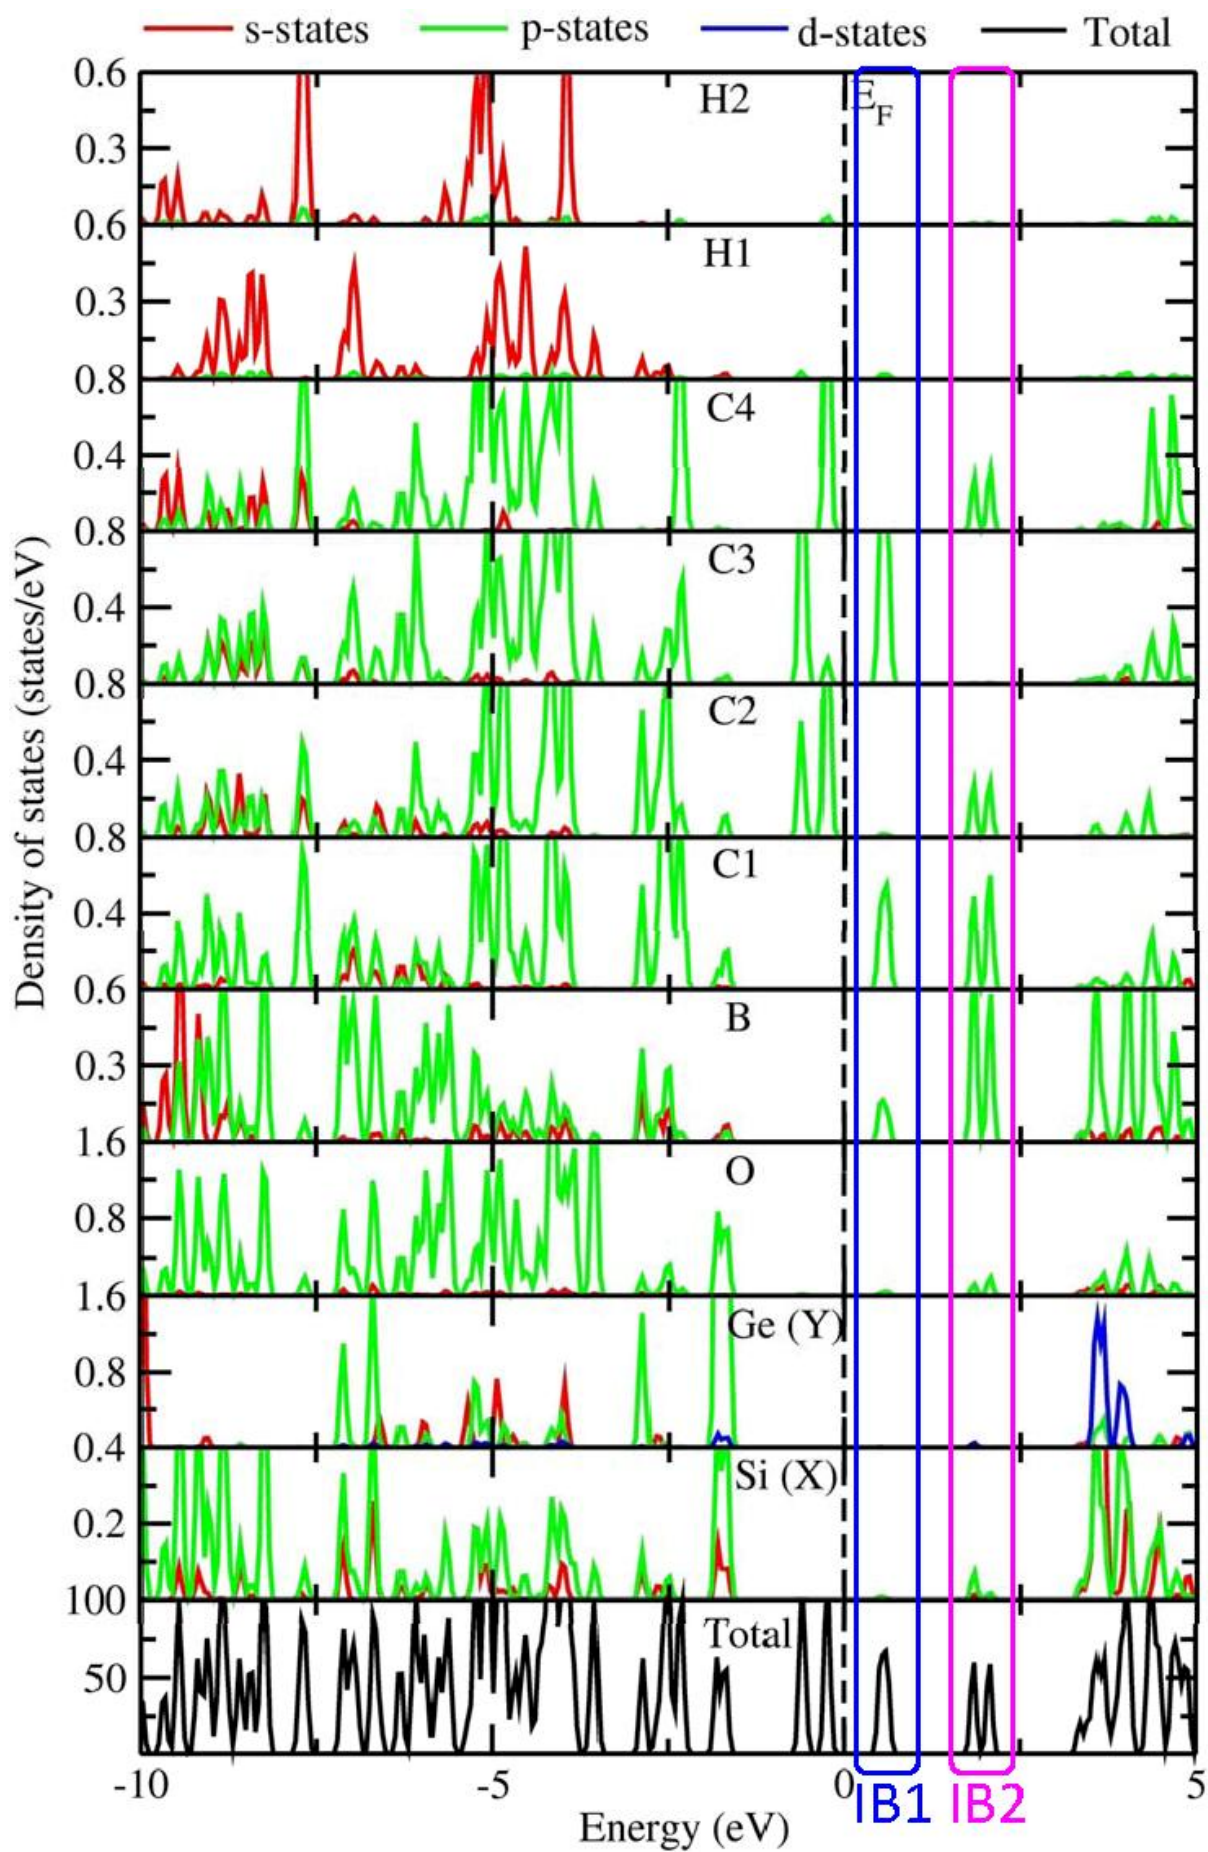 s-states p-states d-states Total
0.6 H2 E_F
0.3
0.6 H1
0.3
0.8 C4
0.4
0.8 C3
0.4
0.8 C2
0.4
0.8 C1
0.4
0.6 B
0.3
1.6 O
0.8
1.6
1.6 Ge (Y)
0.8
0.4 Si (X)
0.2
100 Total
50
-10 -5 0 5
IB1 IB2
Energy (eV)
Density of states (states/eV)